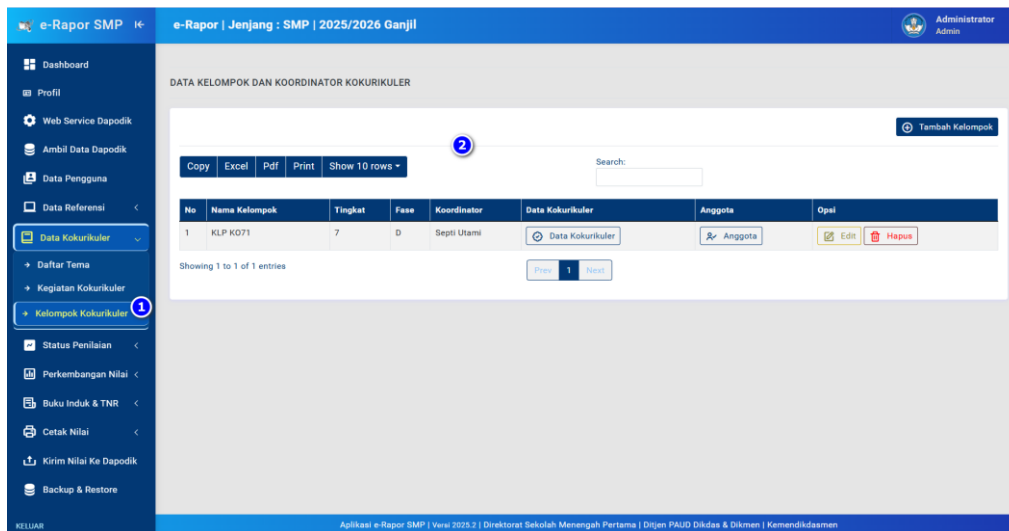 e-Rapor SMP
e-Rapor | Jenjang : SMP | 2025/2026 Ganjil
Administrator
Admin
Dashboard
Profil
Web Service Dapodik
Ambil Data Dapodik
Data Pengguna
Data Referensi
Data Kokurikuler
Daftar Tema
Kegiatan Kokurikuler
Kelompok Kokurikuler
1
Status Penilaian
Perkembangan Nilai
Buku Induk & TNR
Cetak Nilai
Kirim Nilai Ke Dapodik
Backup & Restore
KELUAR
DATA KELOMPOK DAN KOORDINATOR KOKURIKULER
Tambah Kelompok
2
Copy Excel Pdf Print Show 10 rows
Search:
No Nama Kelompok Tingkat Fase Koordinator Data Kokurikuler Anggota Opsi
1 KLP KO71 7 D Septi Utami Data Kokurikuler Anggota Edit Hapus
Showing 1 to 1 of 1 entries
Prev 1 Next
Aplikasi e-Rapor SMP | Versi 2025.2 | Direktorat Sekolah Menengah Pertama | Ditjen PAUD Dikdas & Dikmen | Kemendikdasmen